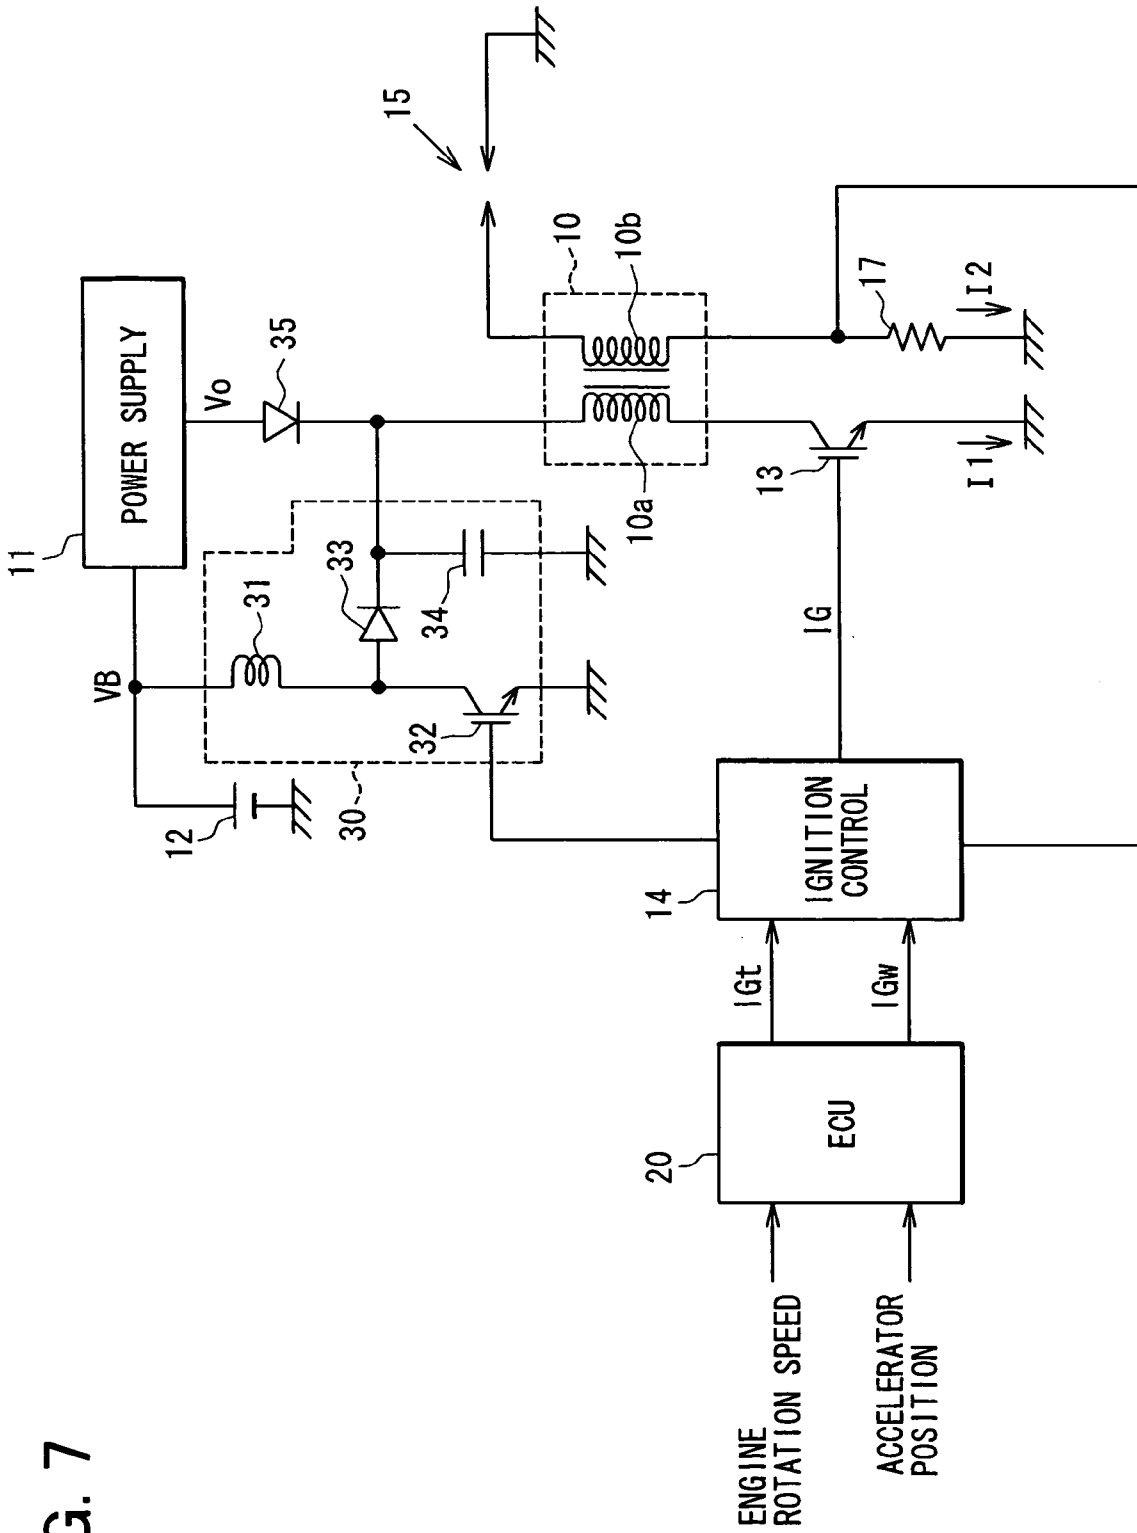 G. 7
11
VB
POWER SUPPLY
12
Vo
31
35
30
33
15
32
34
10
10a
10b
20
14
IGt
13
ENGINE
ROTATION SPEED
ECU
IGNITION
CONTROL
IG
17
IGw
ACCELERATOR
POSITION
I1
I2